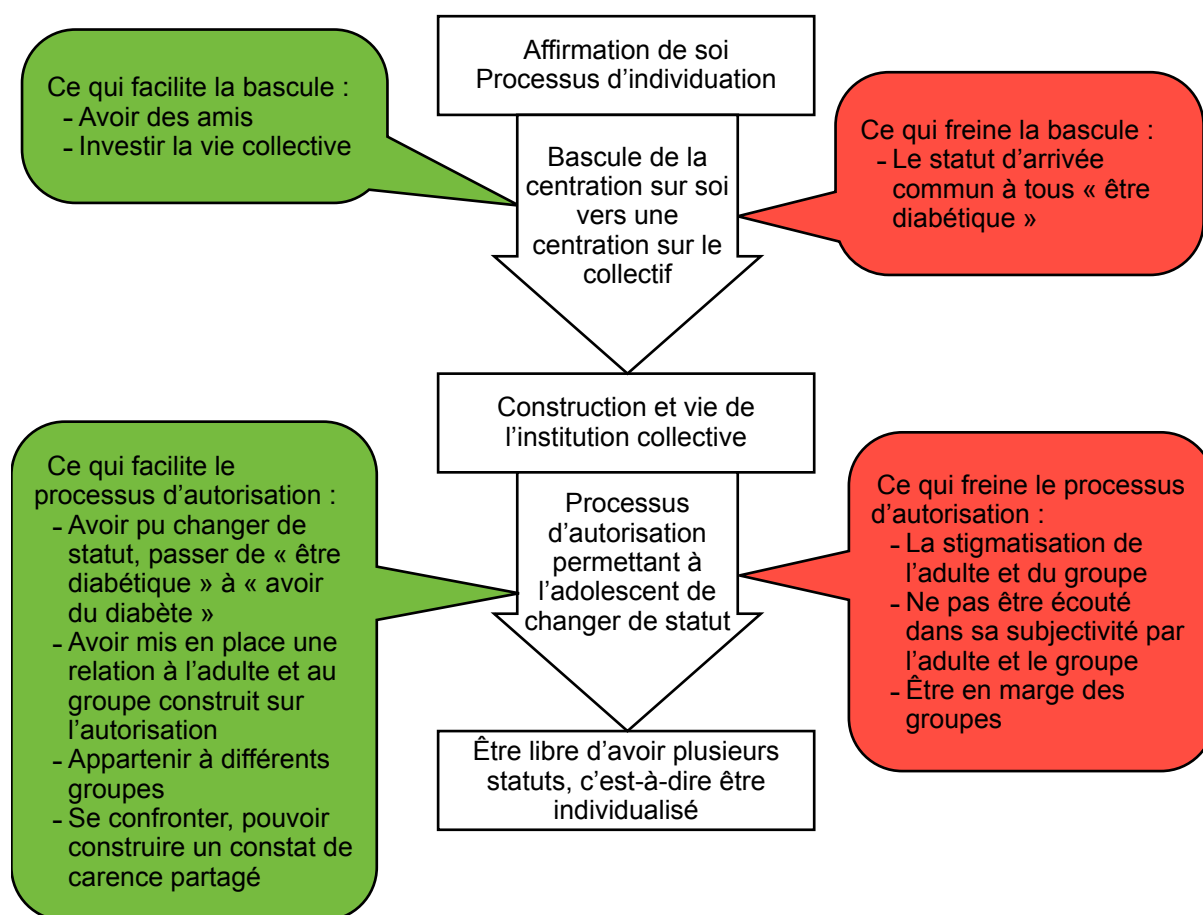 Affirmation de soi
Processus d’individuation
Ce qui facilite la bascule :
- Avoir des amis
- Investir la vie collective
Bascule de la
centration sur soi
vers une
centration sur le
collectif
Ce qui freine la bascule :
- Le statut d’arrivée
commun à tous « être
diabétique »
Construction et vie de
l’institution collective
Ce qui facilite le
processus d’autorisation :
- Avoir pu changer de
statut, passer de « être
diabétique » à « avoir
du diabète »
- Avoir mis en place une
relation à l’adulte et au
groupe construit sur
l’autorisation
- Appartenir à différents
groupes
- Se confronter, pouvoir
construire un constat de
carence partagé
Processus
d’autorisation
permettant à
l’adolescent de
changer de statut
Ce qui freine le processus
d’autorisation :
- La stigmatisation de
l’adulte et du groupe
- Ne pas être écouté
dans sa subjectivité par
l’adulte et le groupe
- Être en marge des
groupes
Être libre d’avoir plusieurs
statuts, c’est-à-dire être
individualisé